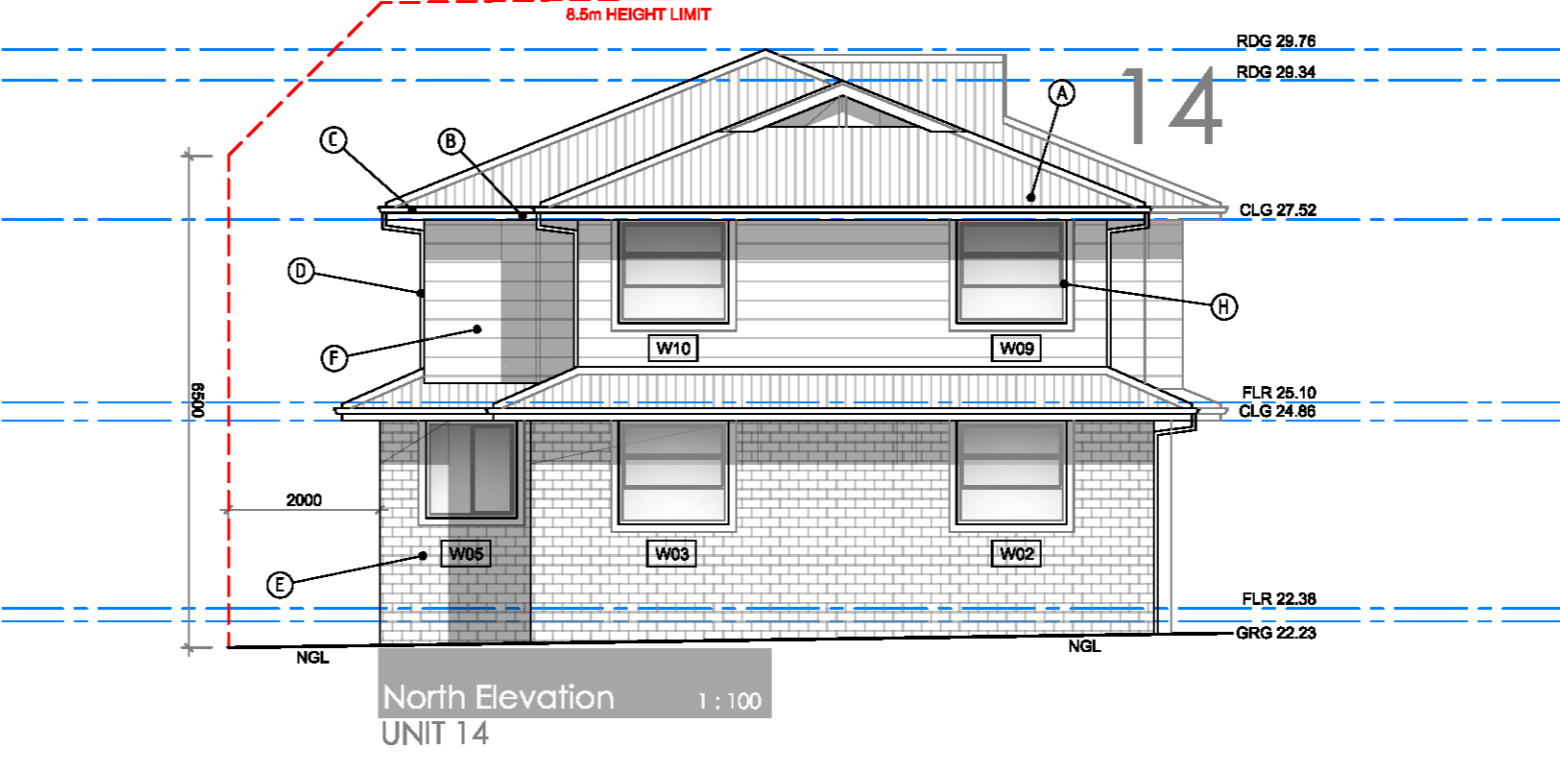 8.5m HEIGHT LIMIT
RDG 29.76
RDG 29.34
14
A
C
B
CLG 27.52
D
H
F
W10
W09
6500
FLR 25.10
CLG 24.86
2000
W05
W03
W02
E
FLR 22.38
GRG 22.23
NGL
NGL
North Elevation 1 : 100
UNIT 14